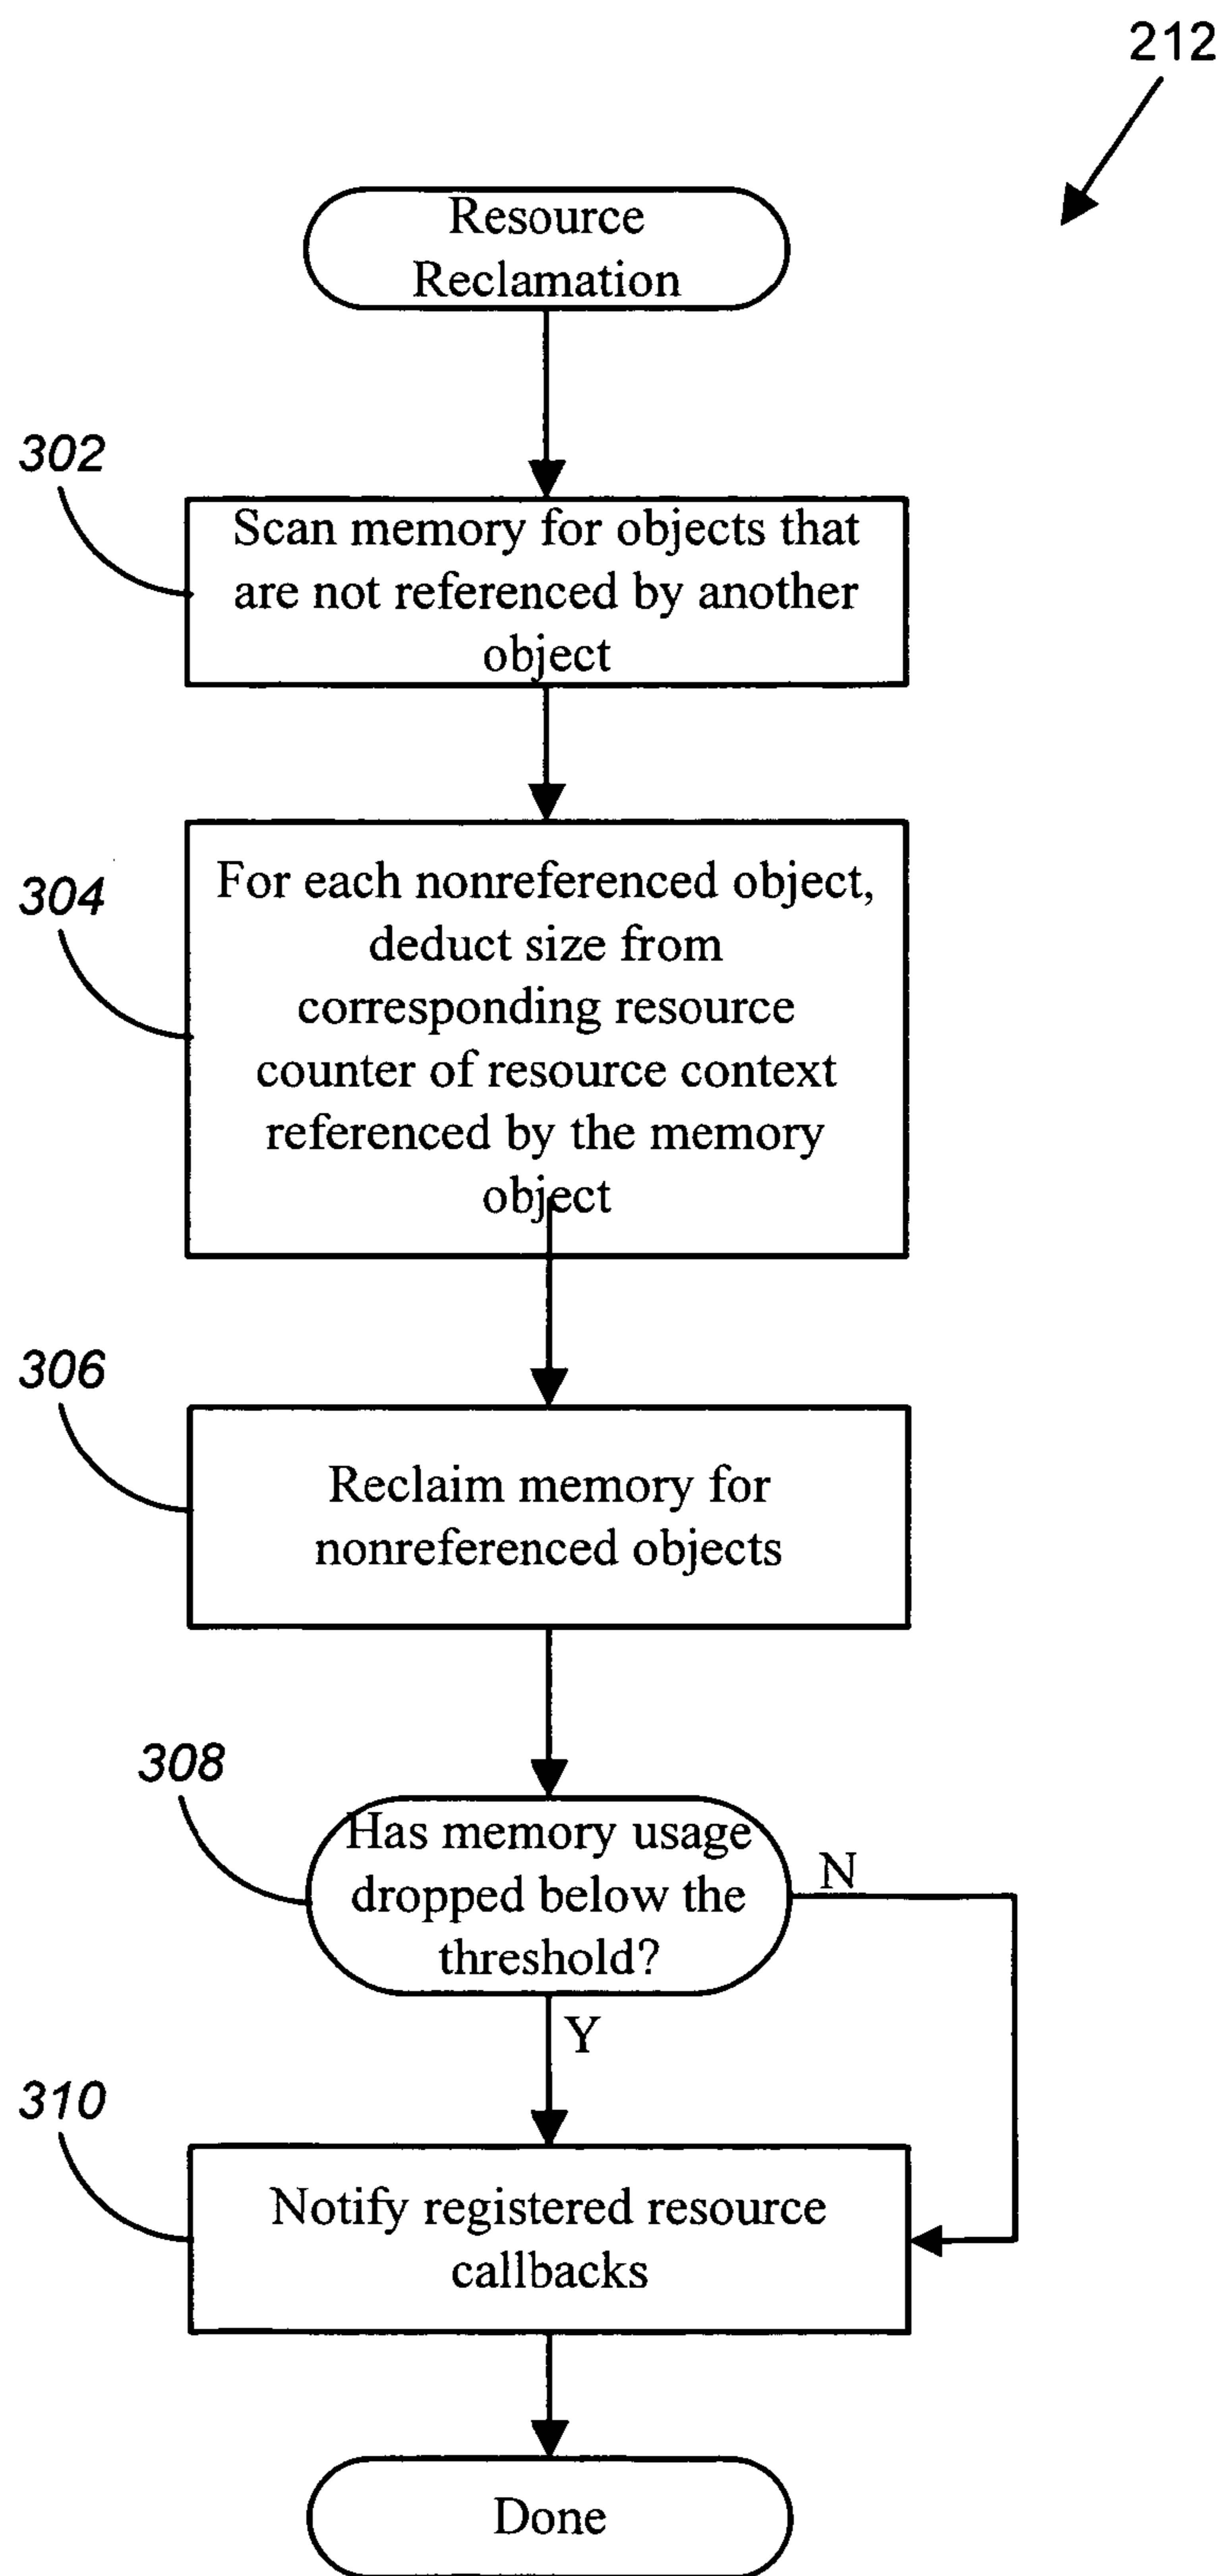 212
Resource
Reclamation
302
Scan memory for objects that
are not referenced by another
object
304
For each nonreferenced object,
deduct size from
corresponding resource
counter of resource context
referenced by the memory
object
306
Reclaim memory for
nonreferenced objects
308
Has memory usage
dropped below the
threshold?
N
Y
310
Notify registered resource
callbacks
Done